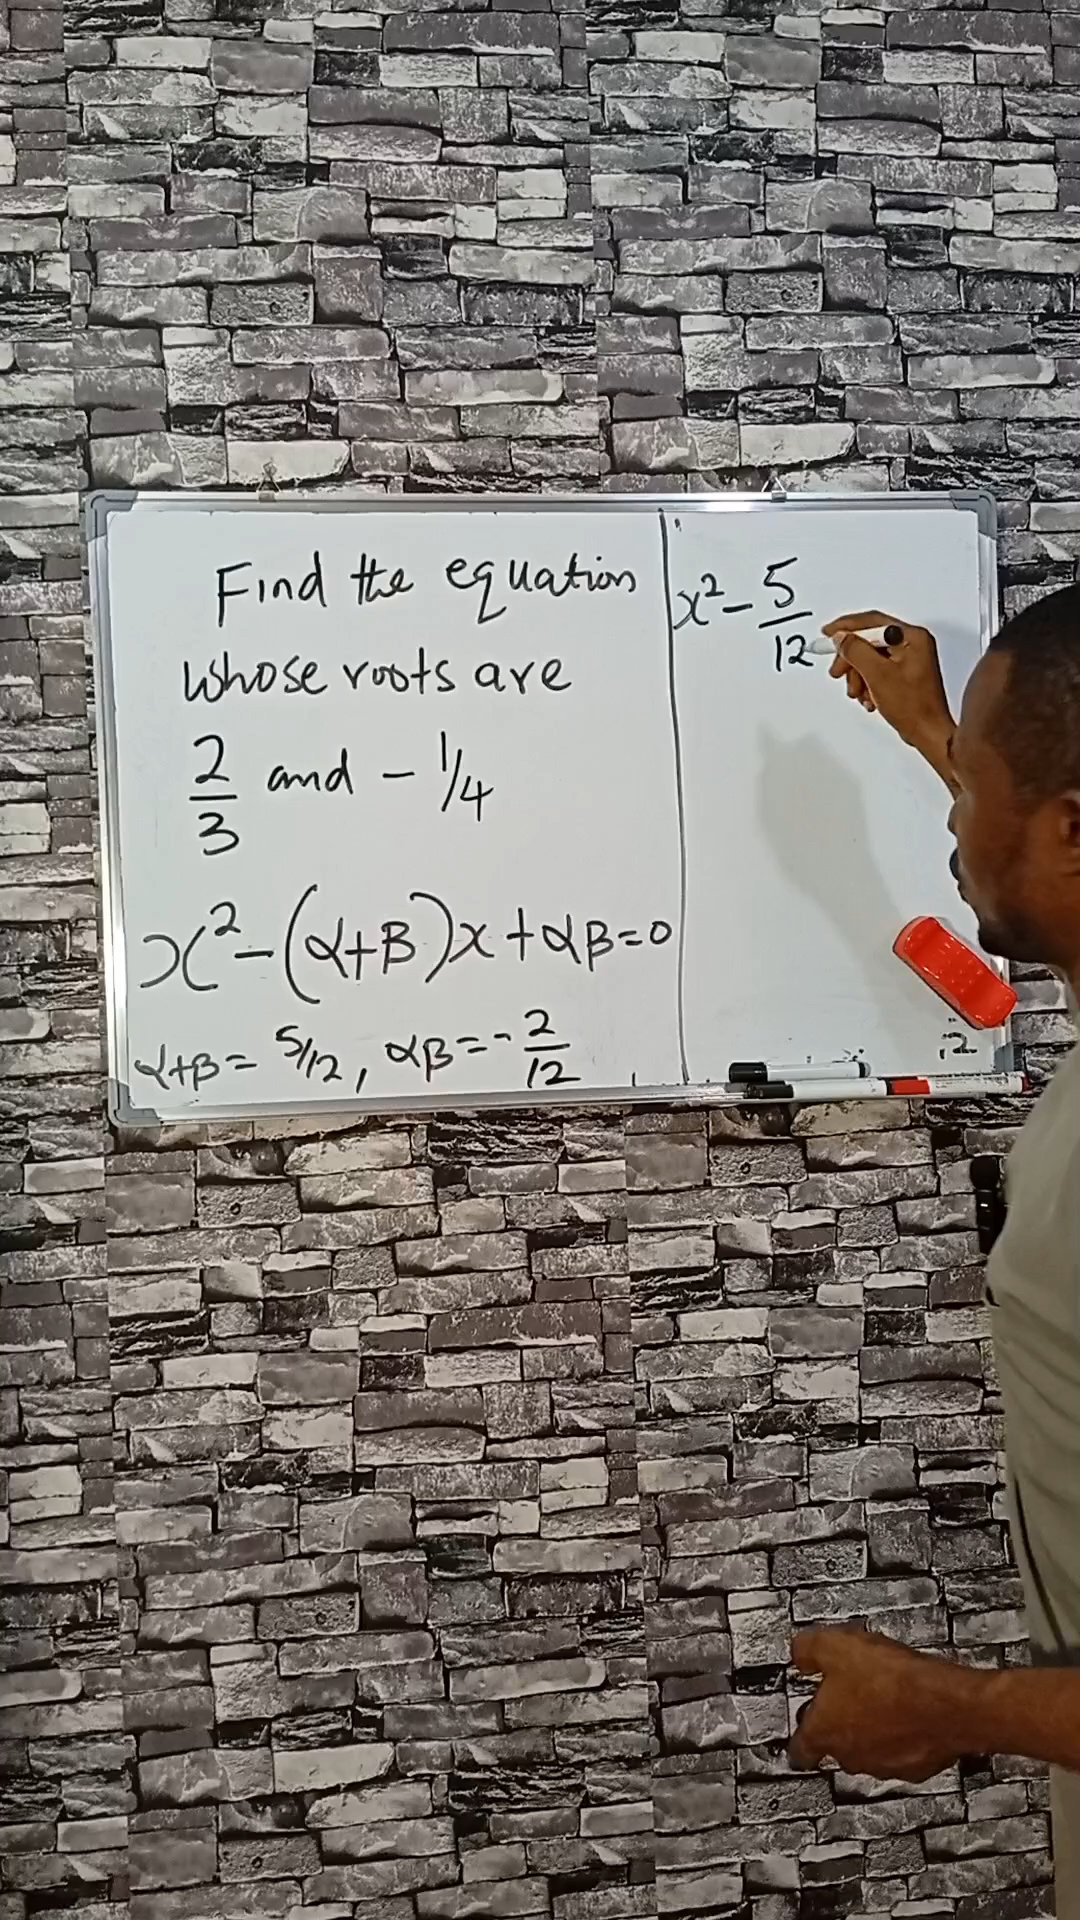 Find the equation
whose roots are
2/3 and - 1/4
x² - (α+β)x + αβ = 0
α+β = 5/12, αβ = - 2/12
x² - 5/12
12